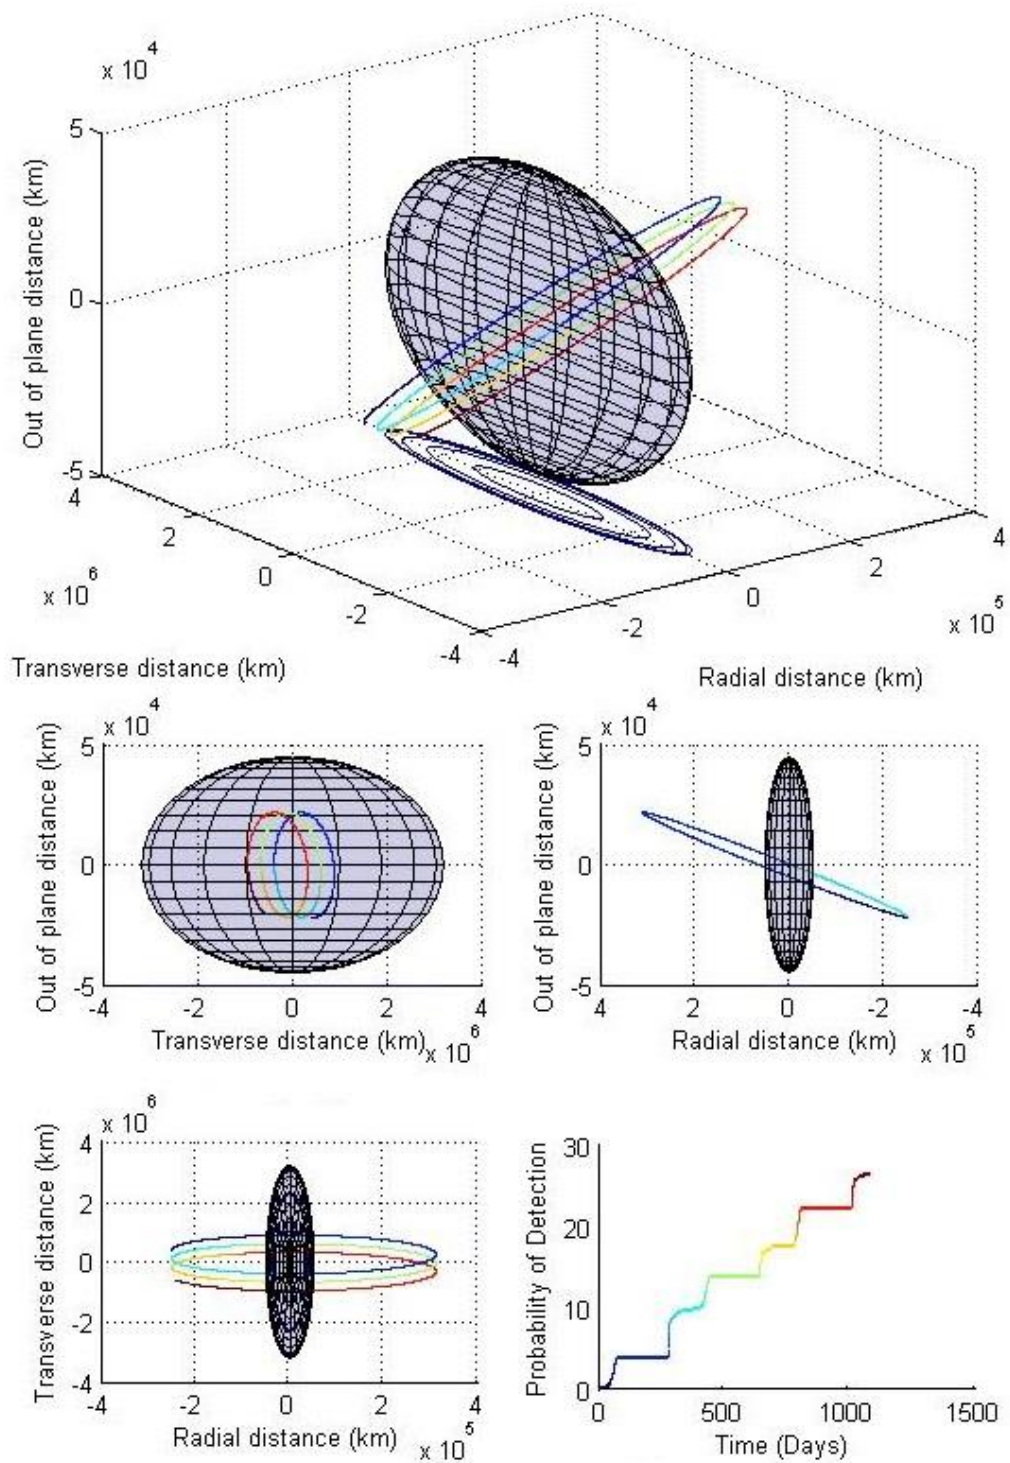 x 10^4
5
0
-5
Out of plane distance (km)
4
2
0
-2
-4
x 10^6
Transverse distance (km)
-4
-2
0
2
4
x 10^5
Radial distance (km)
x 10^4
5
0
-5
Out of plane distance (km)
-4 -2 0 2 4
Transverse distance (km) x 10^6
x 10^4
5
0
-5
Out of plane distance (km)
4 2 0 -2 -4
Radial distance (km) x 10^5
x 10^6
4
2
0
-2
-4
Transverse distance (km)
-4 -2 0 2 4
Radial distance (km) x 10^5
30
20
10
0
Probability of Detection
0 500 1000 1500
Time (Days)